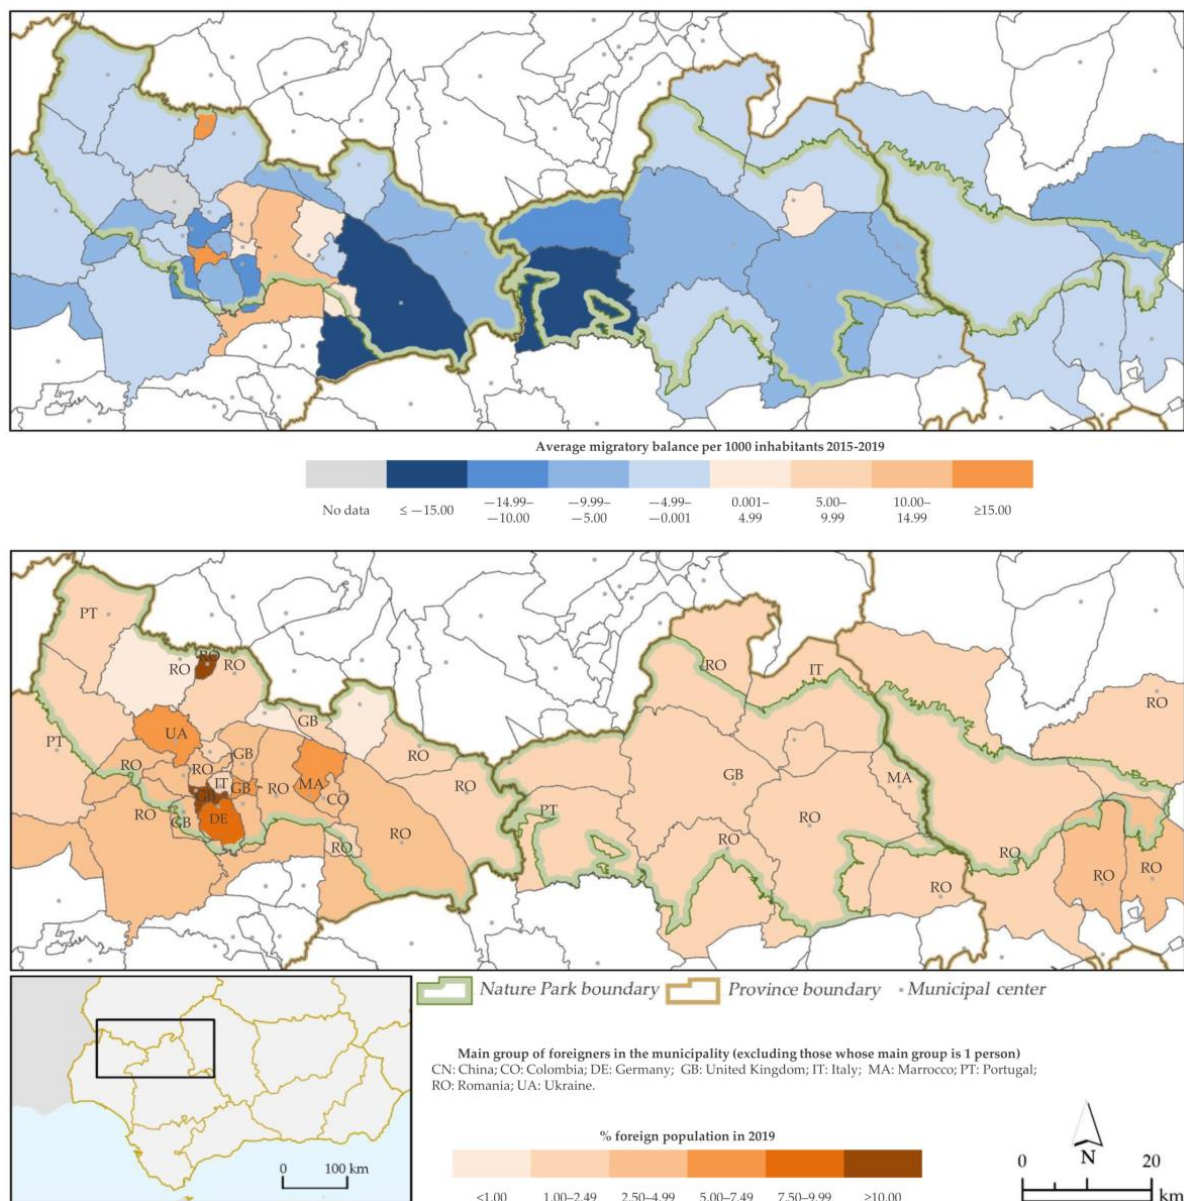 Average migratory balance per 1000 inhabitants 2015-2019
No data
≤ −15.00
−14.99–
−10.00
−9.99–
−5.00
−4.99–
−0.001
0.001–
4.99
5.00–
9.99
10.00–
14.99
≥15.00
PT
RO
RO
GB
PT
UA
RO
RO
GB
IT
GB
RO
MA
CO
RO
GB
DE
RO
RO
RO
RO
RO
IT
RO
GB
MA
PT
RO
RO
RO
RO
RO
RO
Nature Park boundary
Province boundary
Municipal center
Main group of foreigners in the municipality (excluding those whose main group is 1 person)
CN: China; CO: Colombia; DE: Germany; GB: United Kingdom; IT: Italy; MA: Marrocco; PT: Portugal;
RO: Romania; UA: Ukraine.
% foreign population in 2019
<1.00
1.00–2.49
2.50–4.99
5.00–7.49
7.50–9.99
≥10.00
0 100 km
N
0 20
km